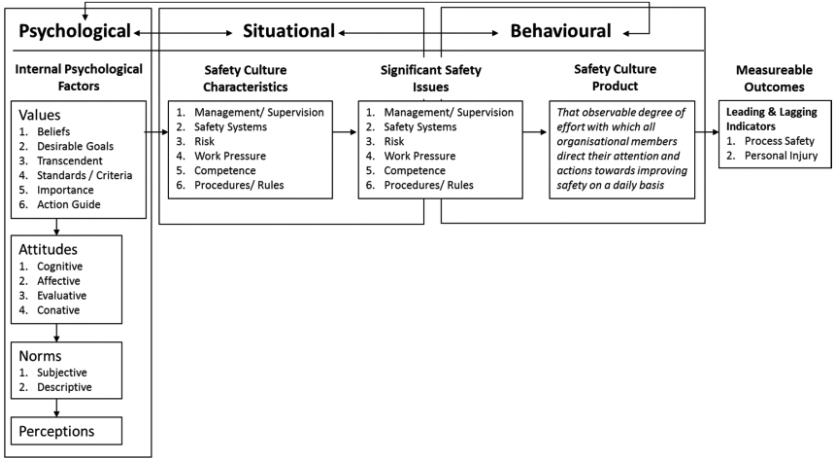 Psychological
Situational
Behavioural
Internal Psychological
Factors
Values
1. Beliefs
2. Desirable Goals
3. Transcendent
4. Standards / Criteria
5. Importance
6. Action Guide
Attitudes
1. Cognitive
2. Affective
3. Evaluative
4. Conative
Norms
1. Subjective
2. Descriptive
Perceptions
Safety Culture
Characteristics
1. Management/ Supervision
2. Safety Systems
3. Risk
4. Work Pressure
5. Competence
6. Procedures/ Rules
Significant Safety
Issues
1. Management/ Supervision
2. Safety Systems
3. Risk
4. Work Pressure
5. Competence
6. Procedures/ Rules
Safety Culture
Product
That observable degree of
effort with which all
organisational members
direct their attention and
actions towards improving
safety on a daily basis
Measureable
Outcomes
Leading & Lagging
Indicators
1. Process Safety
2. Personal Injury